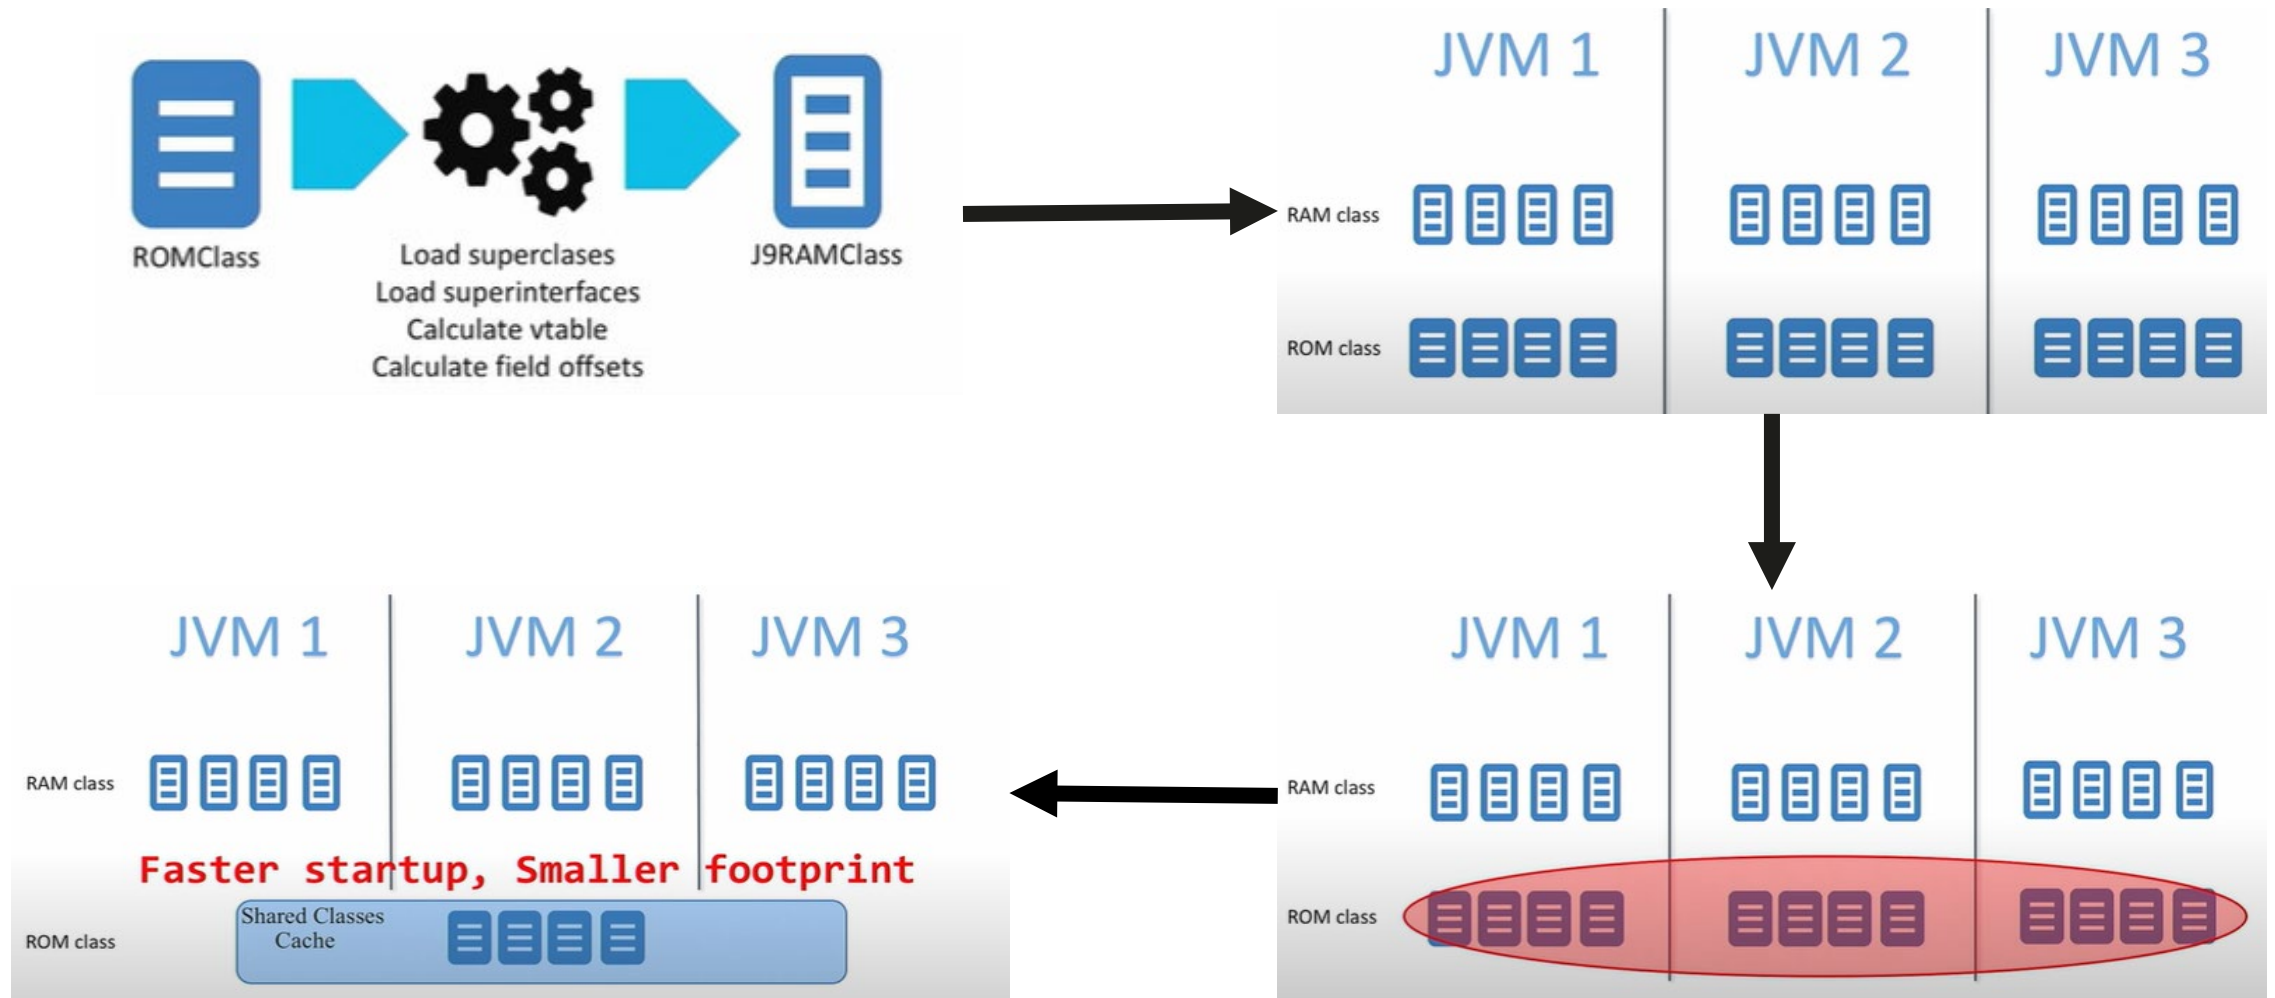 ROMClass
Load superclases
Load superinterfaces
Calculate vtable
Calculate field offsets
J9RAMClass
JVM 1
JVM 2
JVM 3
RAM class
ROM class
JVM 1
JVM 2
JVM 3
RAM class
ROM class
JVM 1
JVM 2
JVM 3
RAM class
Faster startup, Smaller footprint
Shared Classes
Cache
ROM class